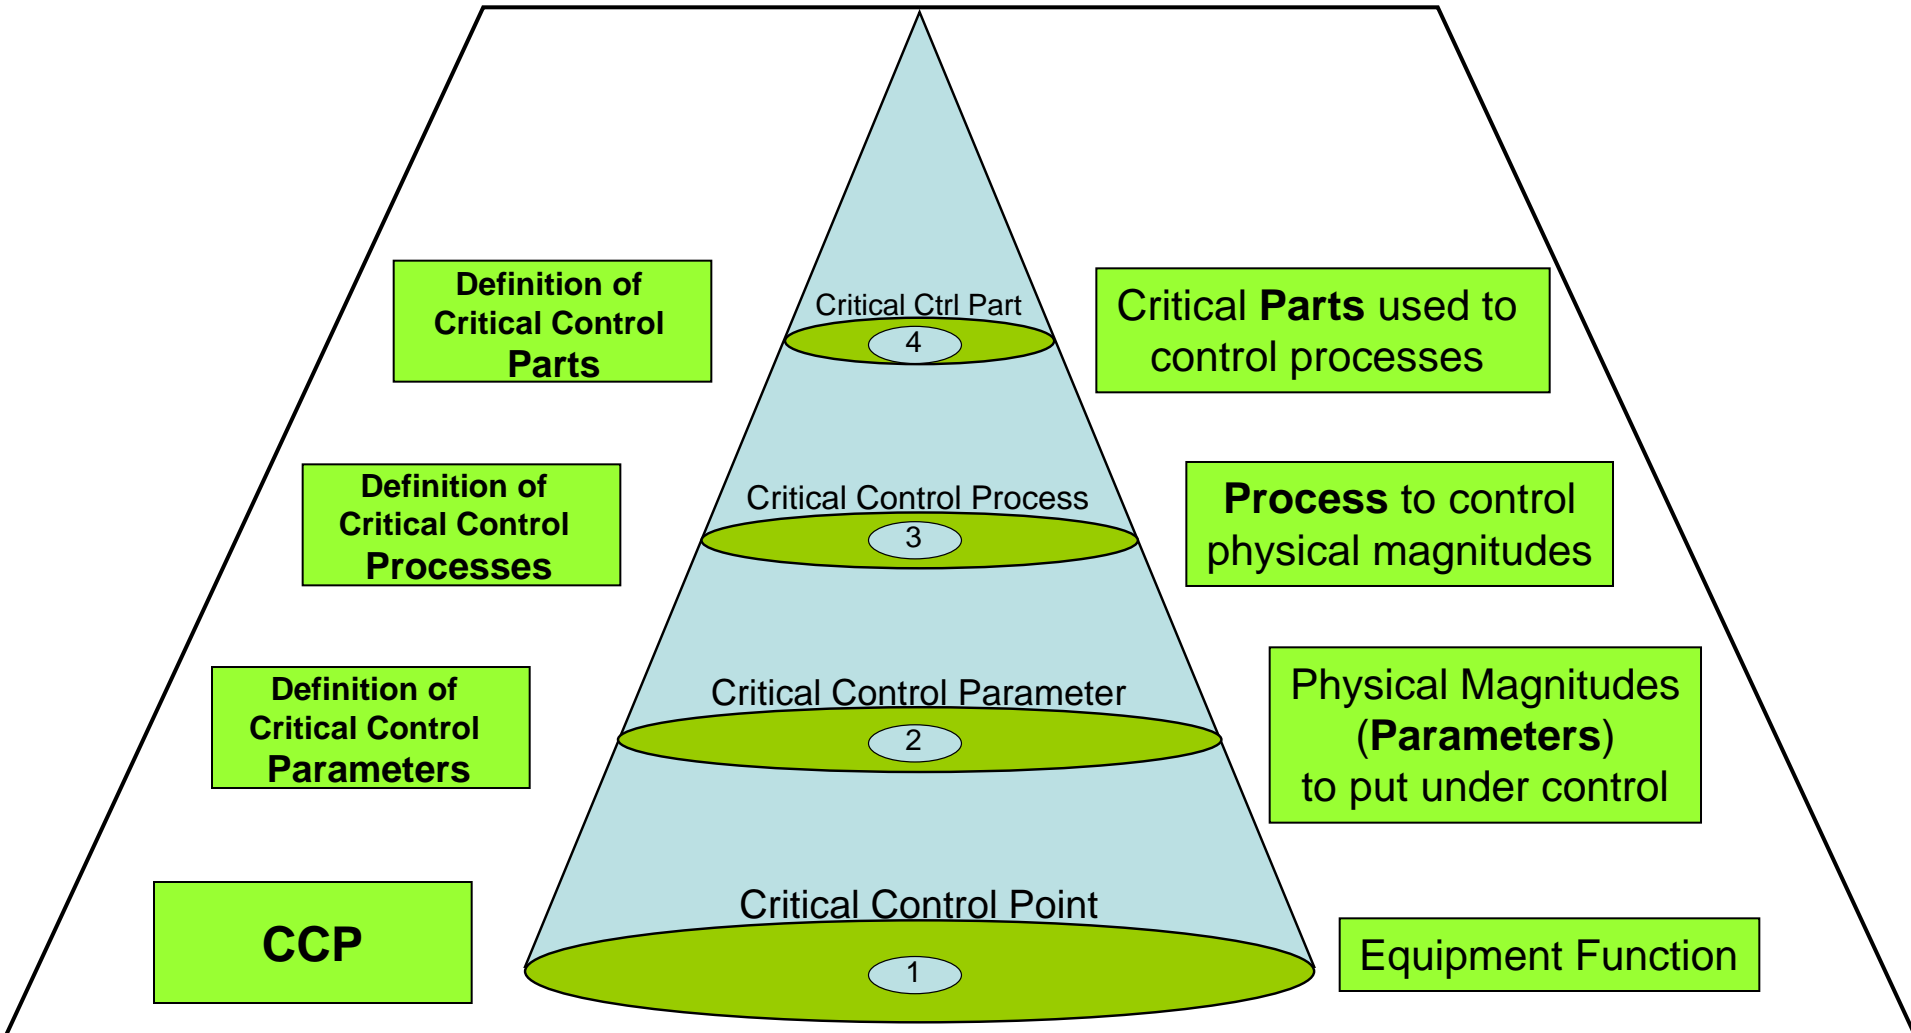 Definition of
Critical Control
Parts
Critical Ctrl Part
4
Critical Parts used to
control processes
Definition of
Critical Control
Processes
Critical Control Process
3
Process to control
physical magnitudes
Definition of
Critical Control
Parameters
Critical Control Parameter
2
Physical Magnitudes
(Parameters)
to put under control
CCP
Critical Control Point
1
Equipment Function